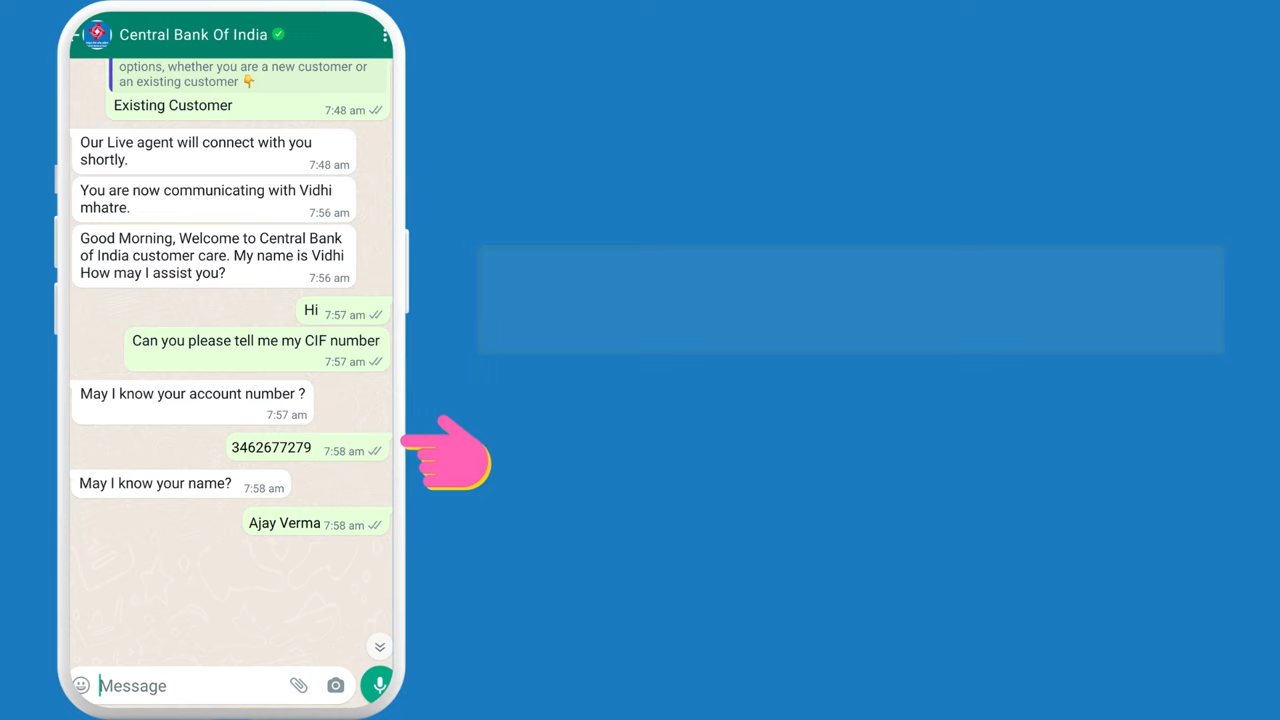 Central Bank Of India
options, whether you are a new customer or
an existing customer 👇
Existing Customer
7:48 am
Our Live agent will connect with you
shortly.
7:48 am
You are now communicating with Vidhi
mhatre.
7:56 am
Good Morning, Welcome to Central Bank
of India customer care. My name is Vidhi
How may I assist you?
7:56 am
Hi 7:57 am
Can you please tell me my CIF number
7:57 am
May I know your account number ?
7:57 am
3462677279 7:58 am
May I know your name? 7:58 am
Ajay Verma 7:58 am
Message